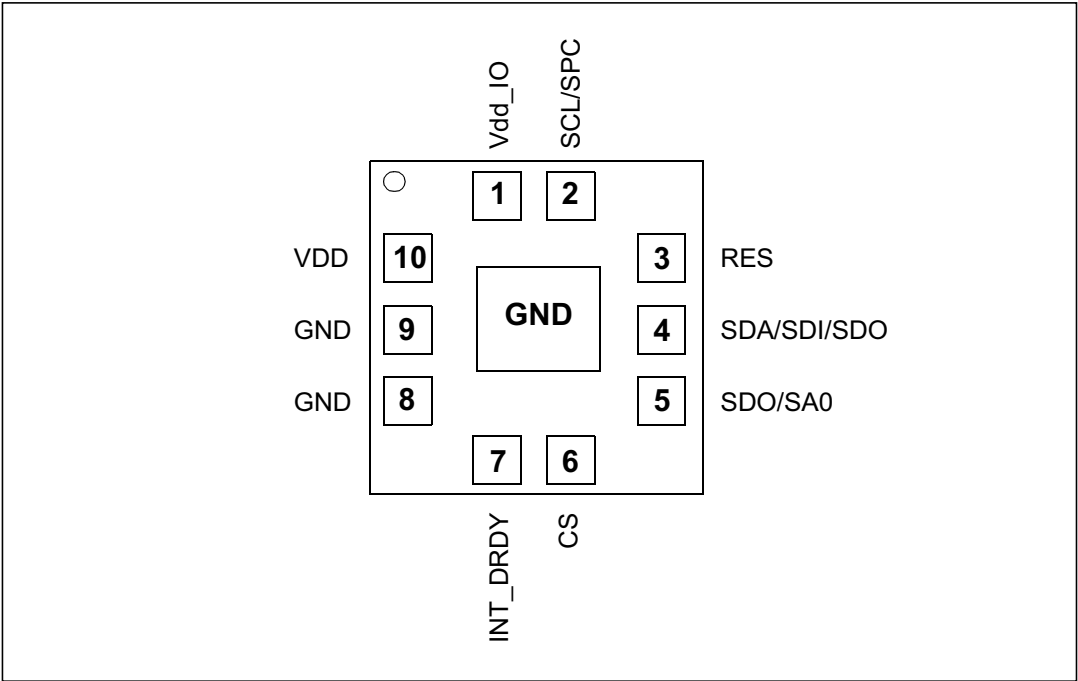 Vdd_IO
SCL/SPC
1
2
VDD
10
3
RES
GND
GND
9
4
SDA/SDI/SDO
GND
8
5
SDO/SA0
7
6
INT_DRDY
CS